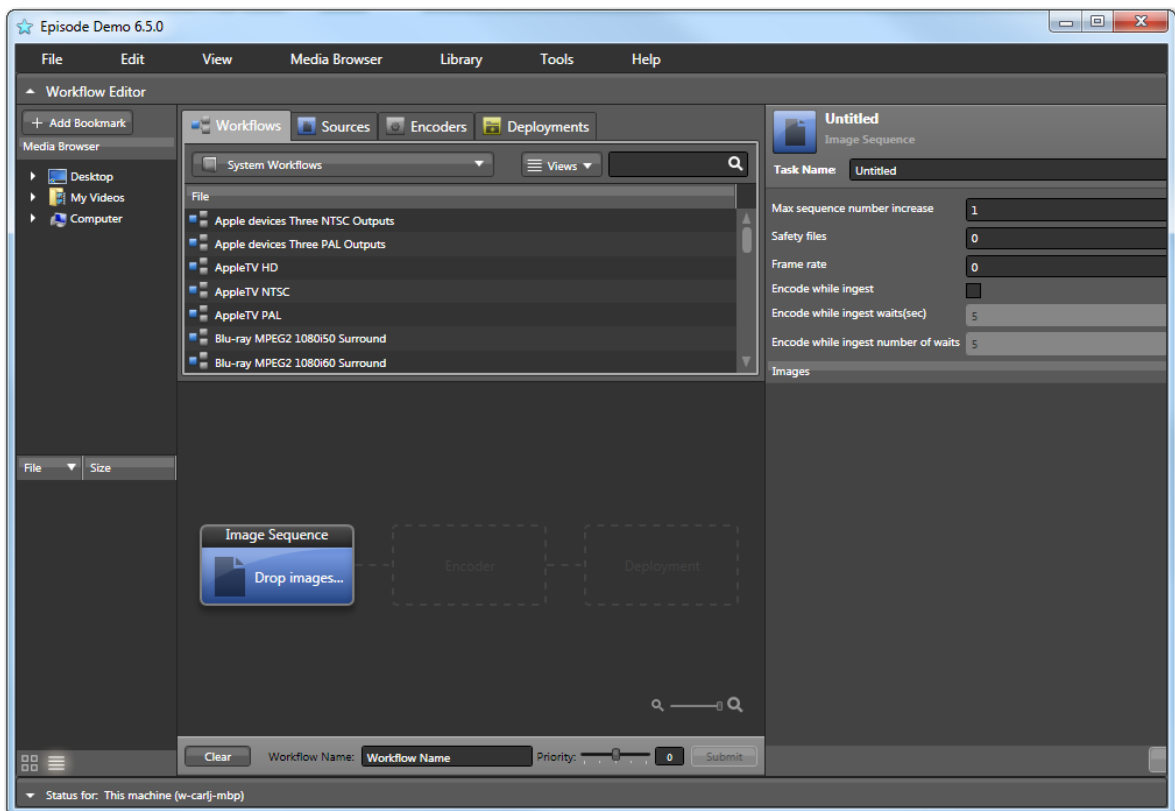 Episode Demo 6.5.0
File Edit View Media Browser Library Tools Help
Workflow Editor
+ Add Bookmark
Media Browser
Desktop
My Videos
Computer
File Size
Workflows Sources Encoders Deployments
System Workflows Views
File
Apple devices Three NTSC Outputs
Apple devices Three PAL Outputs
AppleTV HD
AppleTV NTSC
AppleTV PAL
Blu-ray MPEG2 1080i50 Surround
Blu-ray MPEG2 1080i60 Surround
Image Sequence
Drop images...
Encoder
Deployment
Clear Workflow Name: Workflow Name Priority: 0 Submit
Untitled
Image Sequence
Task Name Untitled
Max sequence number increase 1
Safety files 0
Frame rate 0
Encode while ingest
Encode while ingest waits(sec) 5
Encode while ingest number of waits 5
Images
Status for: This machine (w-carlj-mbp)